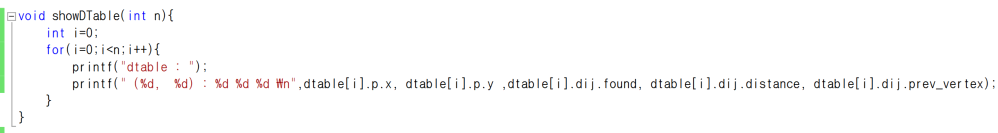 void showDTable(int n){
int i=0;
for(i=0;i<n;i++){
printf("dtable : ");
printf(" (%d,  %d) : %d %d %d ₩n",dtable[i].p.x, dtable[i].p.y ,dtable[i].dij.found, dtable[i].dij.distance, dtable[i].dij.prev_vertex);
}
}